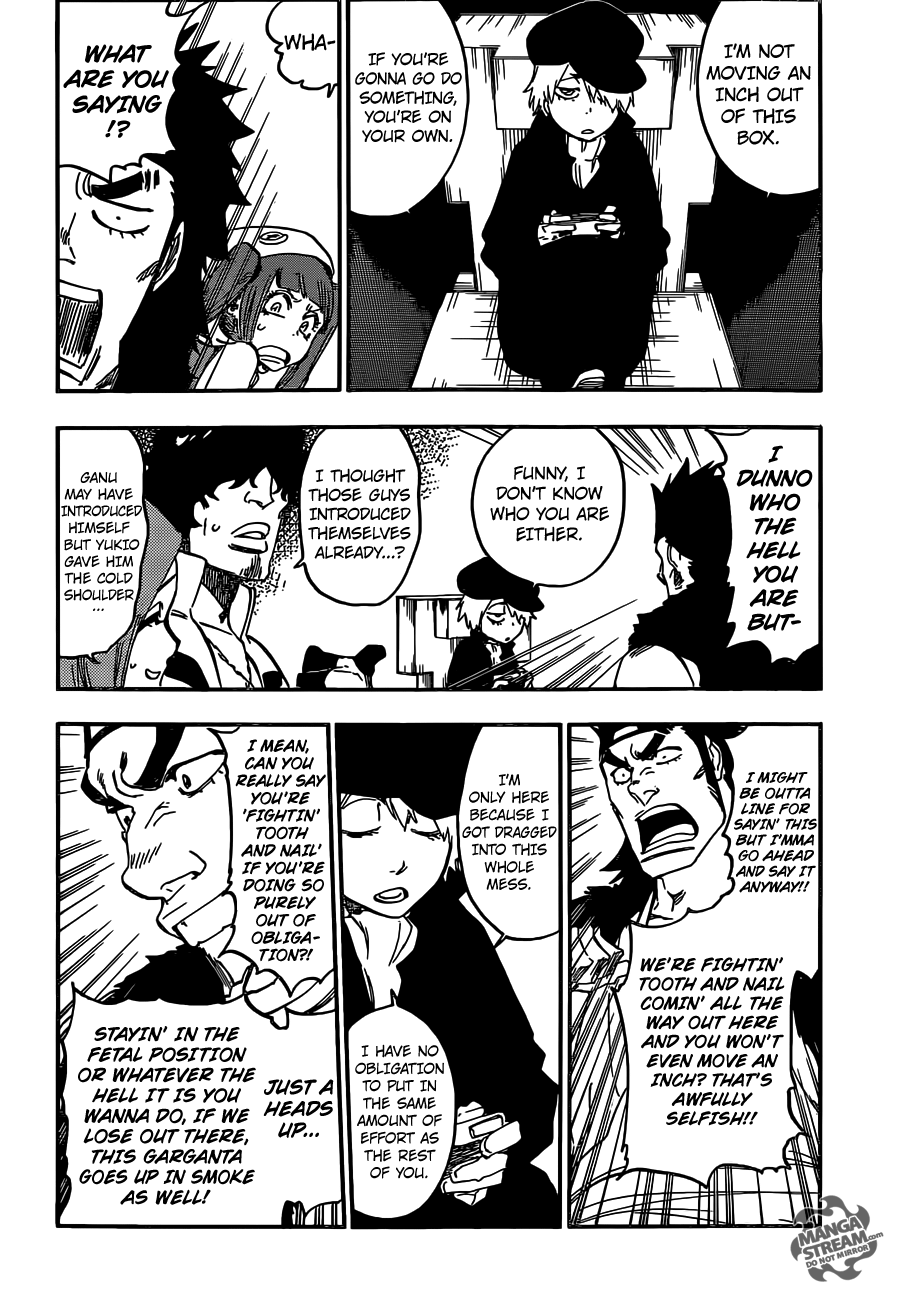 I'M NOT
MOVING AN
INCH OUT
OF THIS
BOX.
IF YOU'RE
GONNA GO DO
SOMETHING,
YOU'RE ON
YOUR OWN.
WHA-
WHAT
ARE YOU
SAYING
!?
I
DUNNO
WHO
THE
HELL
YOU
ARE
BUT-
FUNNY, I
DON'T KNOW
WHO YOU ARE
EITHER.
I THOUGHT
THOSE GUYS
INTRODUCED
THEMSELVES
ALREADY...?
GANJU
MAY HAVE
INTRODUCED
HIMSELF
BUT YUKIO
GAVE HIM
THE COLD
SHOULDER
...
I MIGHT
BE OUTTA
LINE FOR
SAYIN' THIS
BUT I'MMA
GO AHEAD
AND SAY IT
ANYWAY!!
WE'RE FIGHTIN'
TOOTH AND NAIL
COMIN' ALL THE
WAY OUT HERE
AND YOU WON'T
EVEN MOVE AN
INCH? THAT'S
AWFULLY
SELFISH!!
I'M
ONLY HERE
BECAUSE I
GOT DRAGGED
INTO THIS
WHOLE
MESS.
I HAVE NO
OBLIGATION
TO PUT IN
THE SAME
AMOUNT OF
EFFORT AS
THE REST
OF YOU.
I MEAN,
CAN YOU
REALLY SAY
YOU'RE
'FIGHTIN'
TOOTH
AND NAIL'
IF YOU'RE
DOING SO
PURELY
OUT OF
OBLIGA-
TION?!
JUST A
HEADS
UP...
STAYIN' IN THE
FETAL POSITION
OR WHATEVER THE
HELL IT IS YOU
WANNA DO, IF WE
LOSE OUT THERE,
THIS GARGANTA
GOES UP IN SMOKE
AS WELL!
MANGA
STREAM.com
DO NOT MIRROR